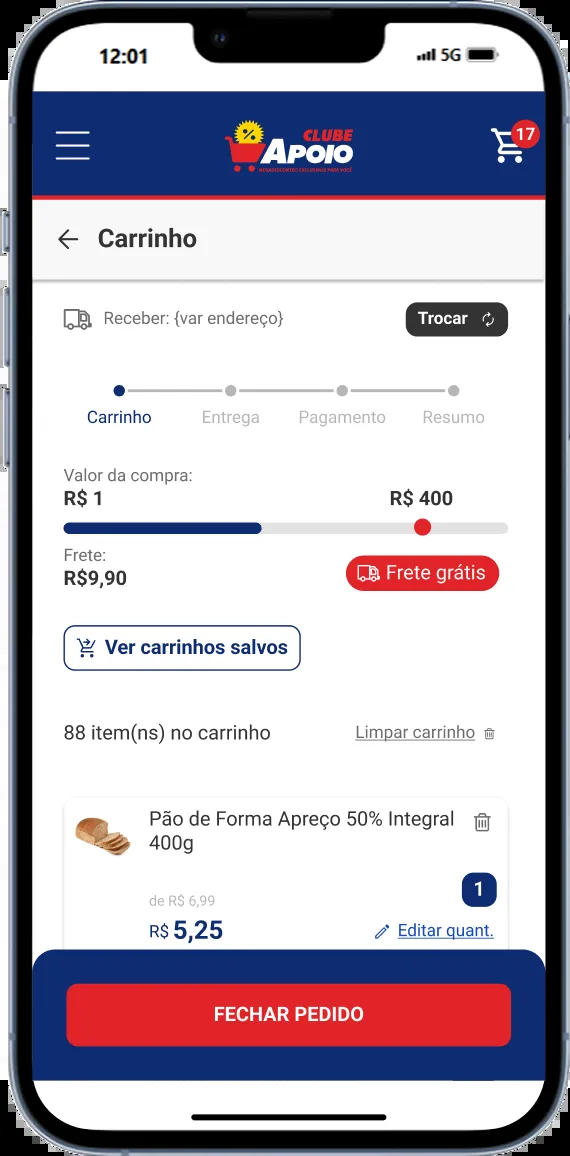 12:01
5G
CLUBE
APOIO
17
Carrinho
Receber: {var endereço}
Trocar
Carrinho
Entrega
Pagamento
Resumo
Valor da compra:
R$ 1
R$ 400
Frete:
R$9,90
Frete grátis
Ver carrinhos salvos
88 item(ns) no carrinho
Limpar carrinho
Pão de Forma Apreço 50% Integral
400g
1
de R$ 6,99
R$ 5,25
Editar quant.
FECHAR PEDIDO